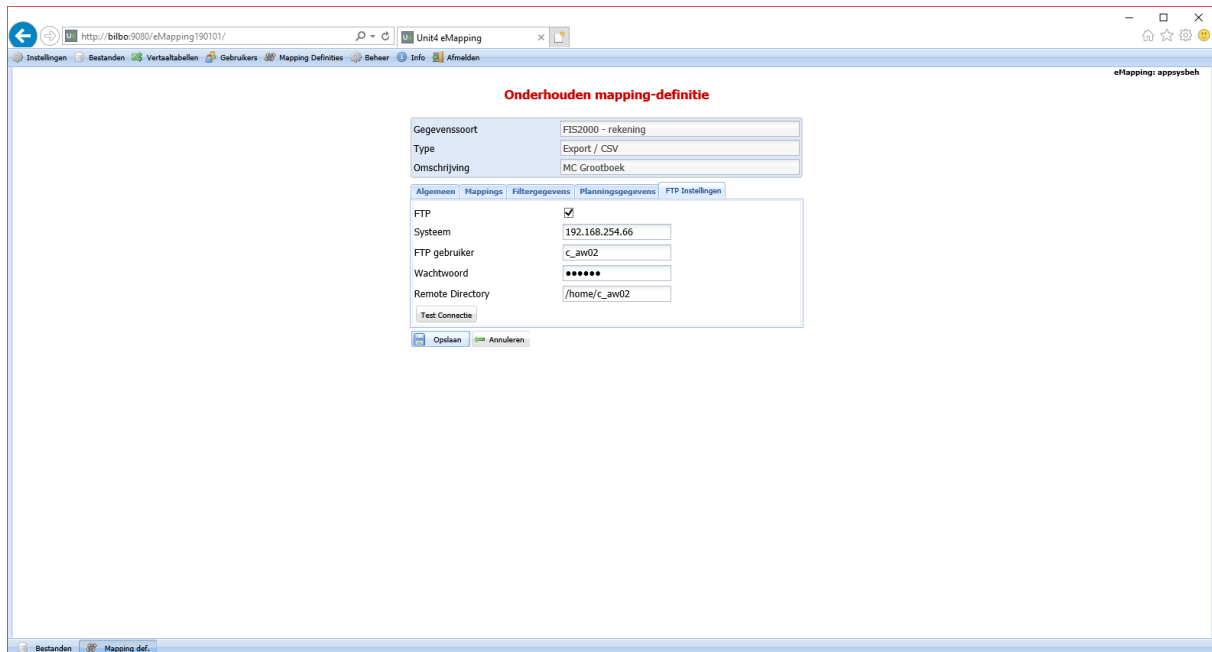 http://bilbo:9080/eMapping190101/ Unit4 eMapping
Instellingen Bestanden Vertaaltabellen Gebruikers Mapping Definities Beheer Info Afmelden
eMapping: appsysbeh
Onderhouden mapping-definitie
Gegevenssoort FIS2000 - rekening
Type Export / CSV
Omschrijving MC Grootboek
Algemeen Mappings Filtergegevens Planningsgegevens FTP Instellingen
FTP
Systeem 192.168.254.66
FTP gebruiker c_aw02
Wachtwoord ••••••
Remote Directory /home/c_aw02
Test Connectie
Opslaan Annuleren
Bestanden Mapping def.